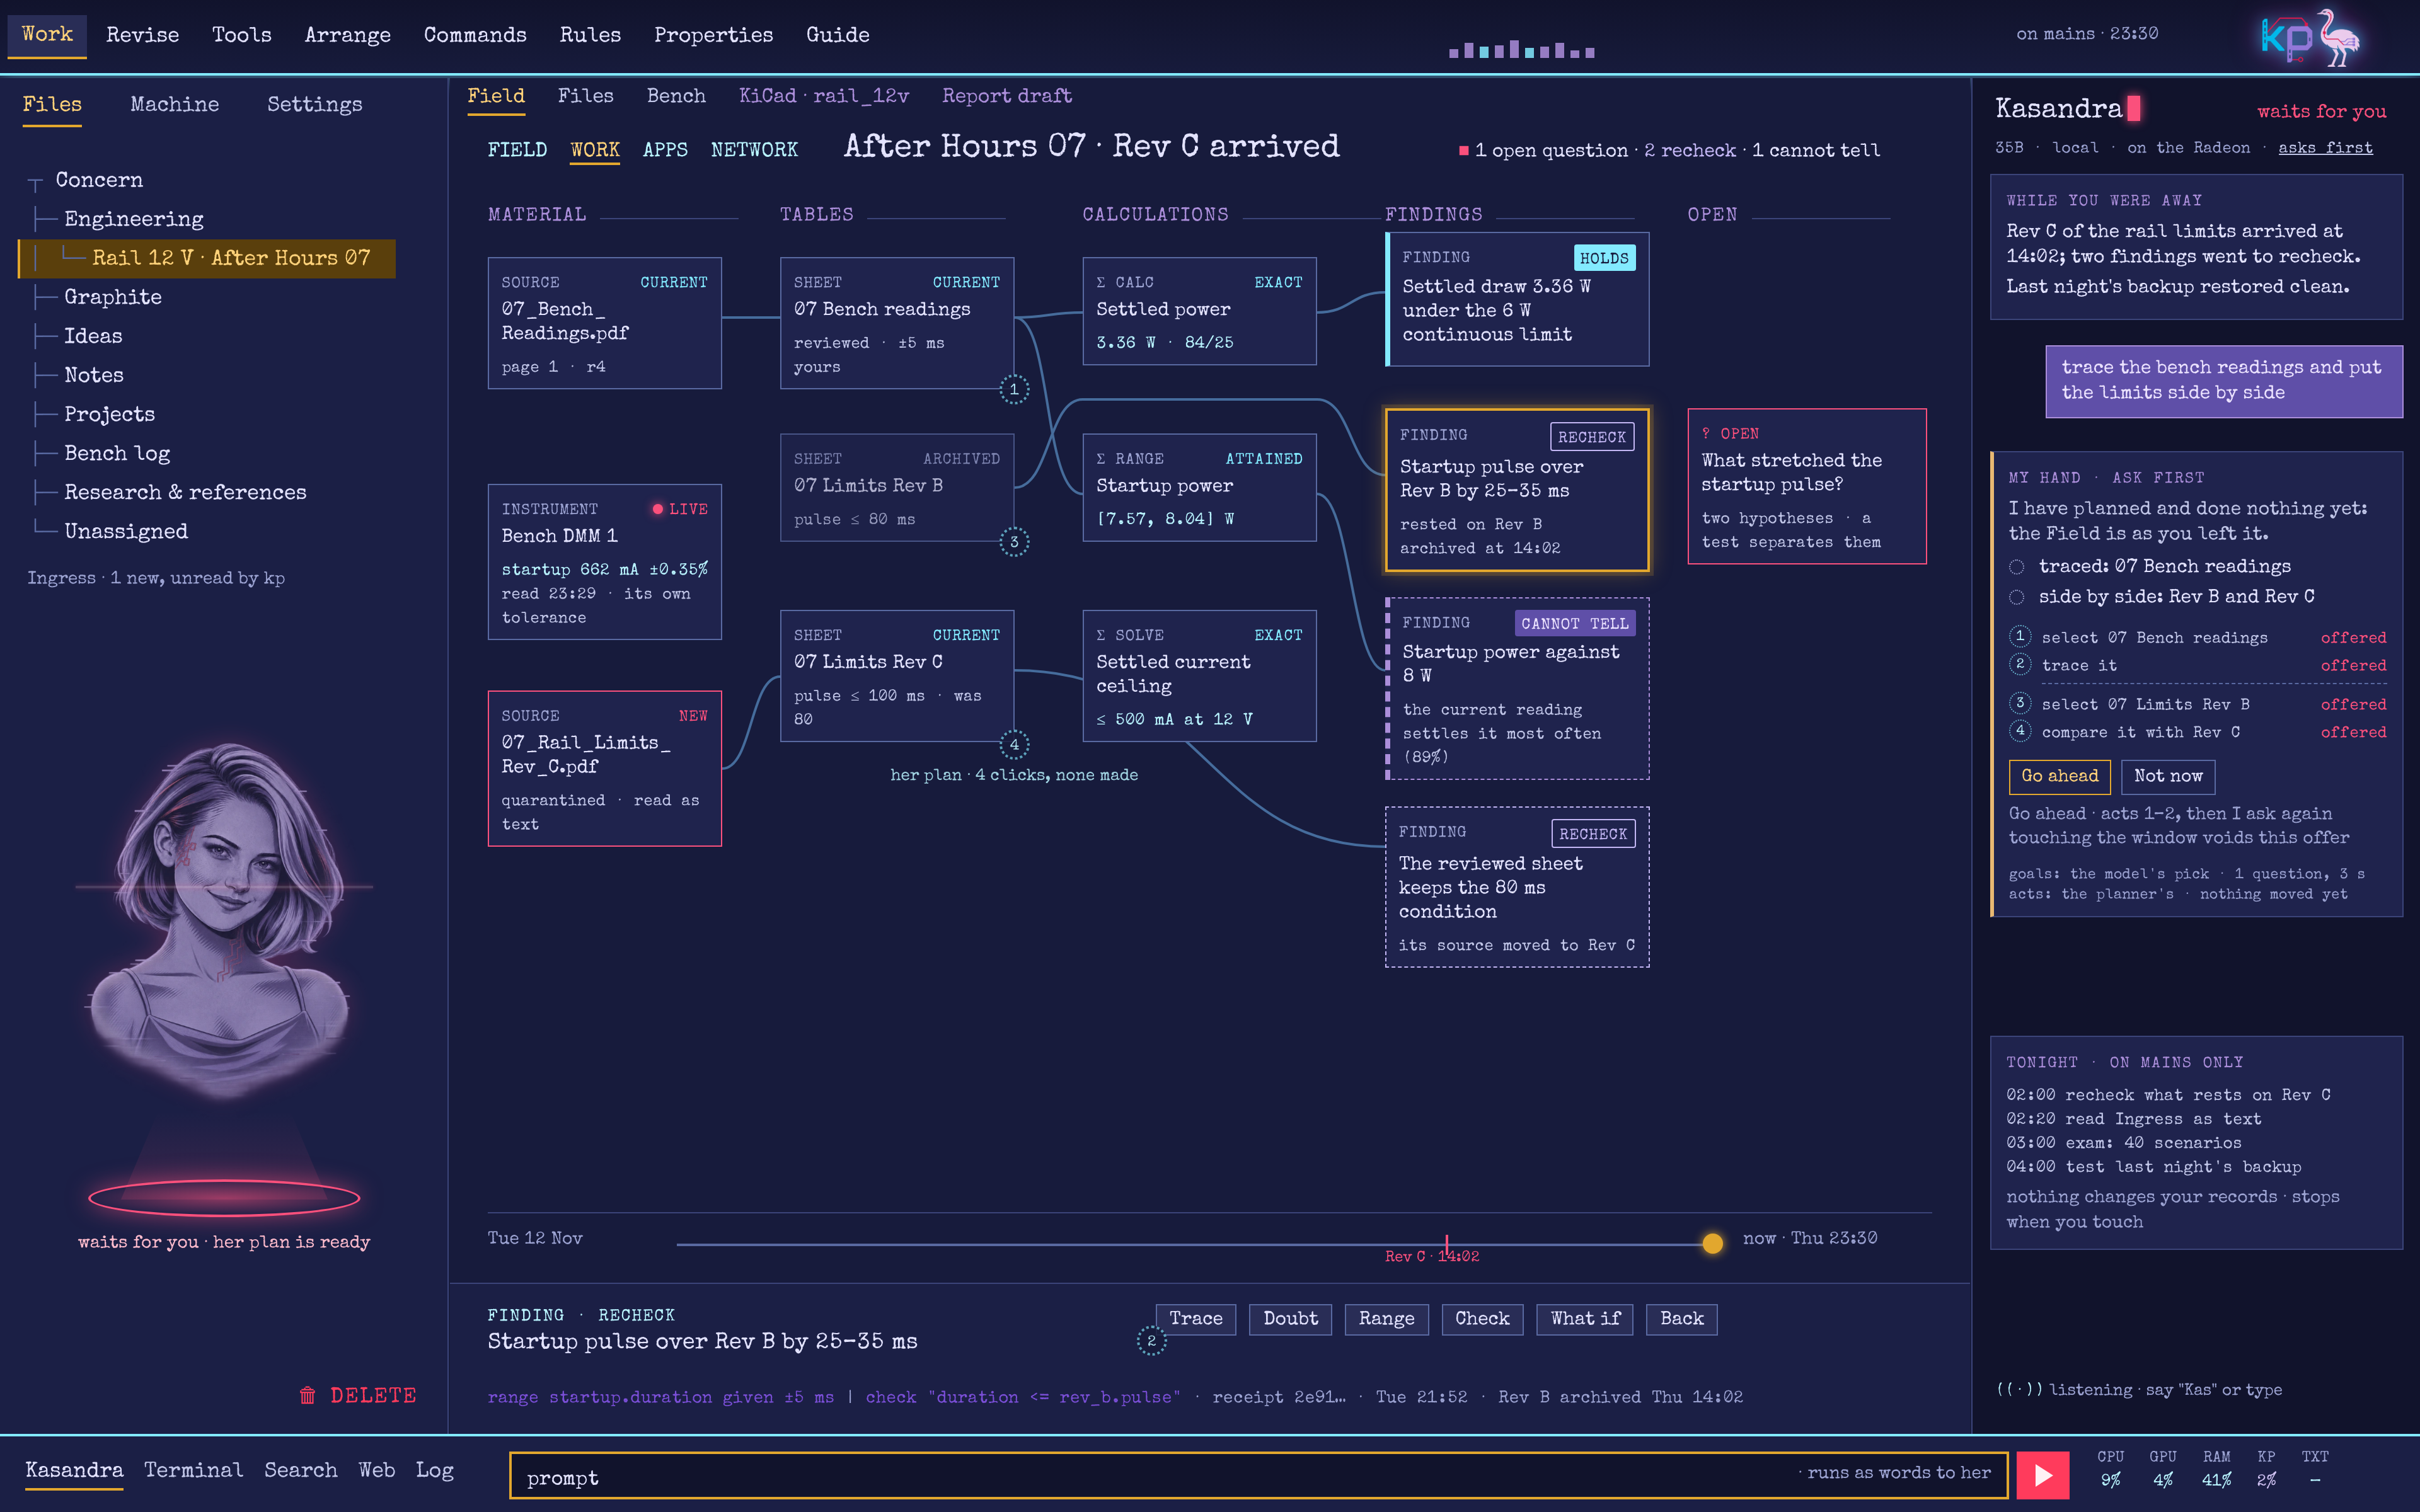 Work Revise Tools Arrange Commands Rules Properties Guide
on mains · 23:30
kp
Files Machine Settings
Concern
Engineering
Rail 12 V · After Hours 07
Graphite
Ideas
Notes
Projects
Bench log
Research & references
Unassigned
Ingress · 1 new, unread by kp
waits for you · her plan is ready
DELETE
Field Files Bench KiCad · rail_12v Report draft
FIELD WORK APPS NETWORK
After Hours 07 · Rev C arrived
1 open question · 2 recheck · 1 cannot tell
MATERIAL
SOURCE CURRENT
07_Bench_
Readings.pdf
page 1 · r4
INSTRUMENT LIVE
Bench DMM 1
startup 662 mA ±0.35%
read 23:29 · its own
tolerance
SOURCE NEW
07_Rail_Limits_
Rev_C.pdf
quarantined · read as
text
TABLES
SHEET CURRENT
07 Bench readings
reviewed · ±5 ms
yours
1
SHEET ARCHIVED
07 Limits Rev B
pulse ≤ 80 ms
3
SHEET CURRENT
07 Limits Rev C
pulse ≤ 100 ms · was
80
4
her plan · 4 clicks, none made
CALCULATIONS
Σ CALC EXACT
Settled power
3.36 W · 84/25
Σ RANGE ATTAINED
Startup power
[7.57, 8.04] W
Σ SOLVE EXACT
Settled current
ceiling
≤ 500 mA at 12 V
FINDINGS
FINDING HOLDS
Settled draw 3.36 W
under the 6 W
continuous limit
FINDING RECHECK
Startup pulse over
Rev B by 25–35 ms
rested on Rev B
archived at 14:02
FINDING CANNOT TELL
Startup power against
8 W
the current reading
settles it most often
(89%)
FINDING RECHECK
The reviewed sheet
keeps the 80 ms
condition
its source moved to Rev C
OPEN
? OPEN
What stretched the
startup pulse?
two hypotheses · a
test separates them
Tue 12 Nov
Rev C · 14:02
now · Thu 23:30
FINDING · RECHECK
Startup pulse over Rev B by 25–35 ms
Trace Doubt Range Check What if Back
2
range startup.duration given ±5 ms | check "duration <= rev_b.pulse" · receipt 2e91… · Tue 21:52 · Rev B archived Thu 14:02
Kasandra
waits for you
35B · local · on the Radeon · asks first
WHILE YOU WERE AWAY
Rev C of the rail limits arrived at
14:02; two findings went to recheck.
Last night's backup restored clean.
trace the bench readings and put
the limits side by side
MY HAND · ASK FIRST
I have planned and done nothing yet:
the Field is as you left it.
traced: 07 Bench readings
side by side: Rev B and Rev C
1 select 07 Bench readings offered
2 trace it offered
3 select 07 Limits Rev B offered
4 compare it with Rev C offered
Go ahead Not now
Go ahead · acts 1–2, then I ask again
touching the window voids this offer
goals: the model's pick · 1 question, 3 s
acts: the planner's · nothing moved yet
TONIGHT · ON MAINS ONLY
02:00 recheck what rests on Rev C
02:20 read Ingress as text
03:00 exam: 40 scenarios
04:00 test last night's backup
nothing changes your records · stops
when you touch
((·)) listening · say "Kas" or type
Kasandra Terminal Search Web Log
prompt
· runs as words to her
CPU GPU RAM KP TXT
9% 4% 41% 2% —